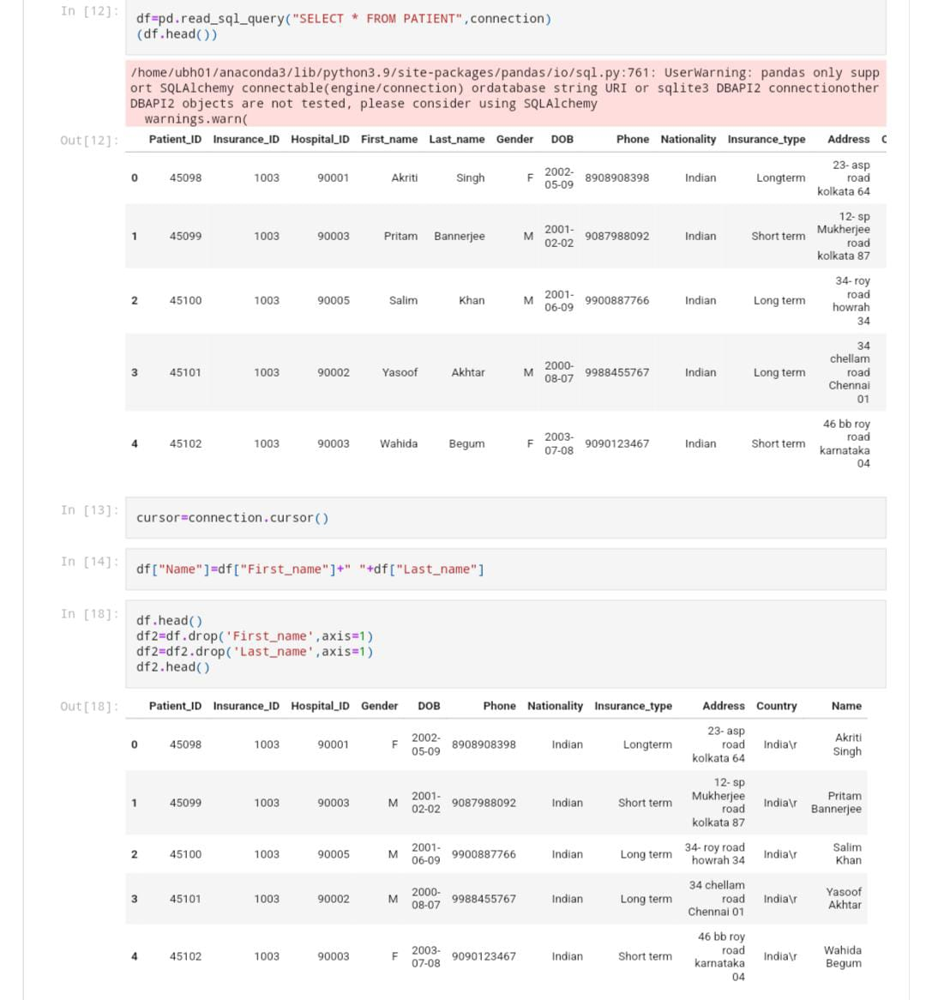 In [12]:
df=pd.read_sql_query("SELECT * FROM PATIENT",connection)
(df.head())
/home/ubh01/anaconda3/lib/python3.9/site-packages/pandas/io/sql.py:761: UserWarning: pandas only supp
ort SQLAlchemy connectable(engine/connection) ordatabase string URI or sqlite3 DBAPI2 connectionother
DBAPI2 objects are not tested, please consider using SQLAlchemy
warnings.warn(
Out[12]:
Patient_ID Insurance_ID Hospital_ID First_name Last_name Gender DOB Phone Nationality Insurance_type Address C
0 45098 1003 90001 Akriti Singh F 2002-05-09 8908908398 Indian Longterm 23- asp road kolkata 64
1 45099 1003 90003 Pritam Bannerjee M 2001-02-02 9087988092 Indian Short term 12- sp Mukherjee road kolkata 87
2 45100 1003 90005 Salim Khan M 2001-06-09 9900887766 Indian Long term 34- roy road howrah 34
3 45101 1003 90002 Yasoof Akhtar M 2000-08-07 9988455767 Indian Long term 34 chellam road Chennai 01
4 45102 1003 90003 Wahida Begum F 2003-07-08 9090123467 Indian Short term 46 bb roy road karnataka 04
In [13]:
cursor=connection.cursor()
In [14]:
df["Name"]=df["First_name"]+" "+df["Last_name"]
In [18]:
df.head()
df2=df.drop('First_name',axis=1)
df2=df2.drop('Last_name',axis=1)
df2.head()
Out[18]:
Patient_ID Insurance_ID Hospital_ID Gender DOB Phone Nationality Insurance_type Address Country Name
0 45098 1003 90001 F 2002-05-09 8908908398 Indian Longterm 23- asp road kolkata 64 India\r Akriti Singh
1 45099 1003 90003 M 2001-02-02 9087988092 Indian Short term 12- sp Mukherjee road kolkata 87 India\r Pritam Bannerjee
2 45100 1003 90005 M 2001-06-09 9900887766 Indian Long term 34- roy road howrah 34 India\r Salim Khan
3 45101 1003 90002 M 2000-08-07 9988455767 Indian Long term 34 chellam road Chennai 01 India\r Yasoof Akhtar
4 45102 1003 90003 F 2003-07-08 9090123467 Indian Short term 46 bb roy road karnataka 04 India\r Wahida Begum